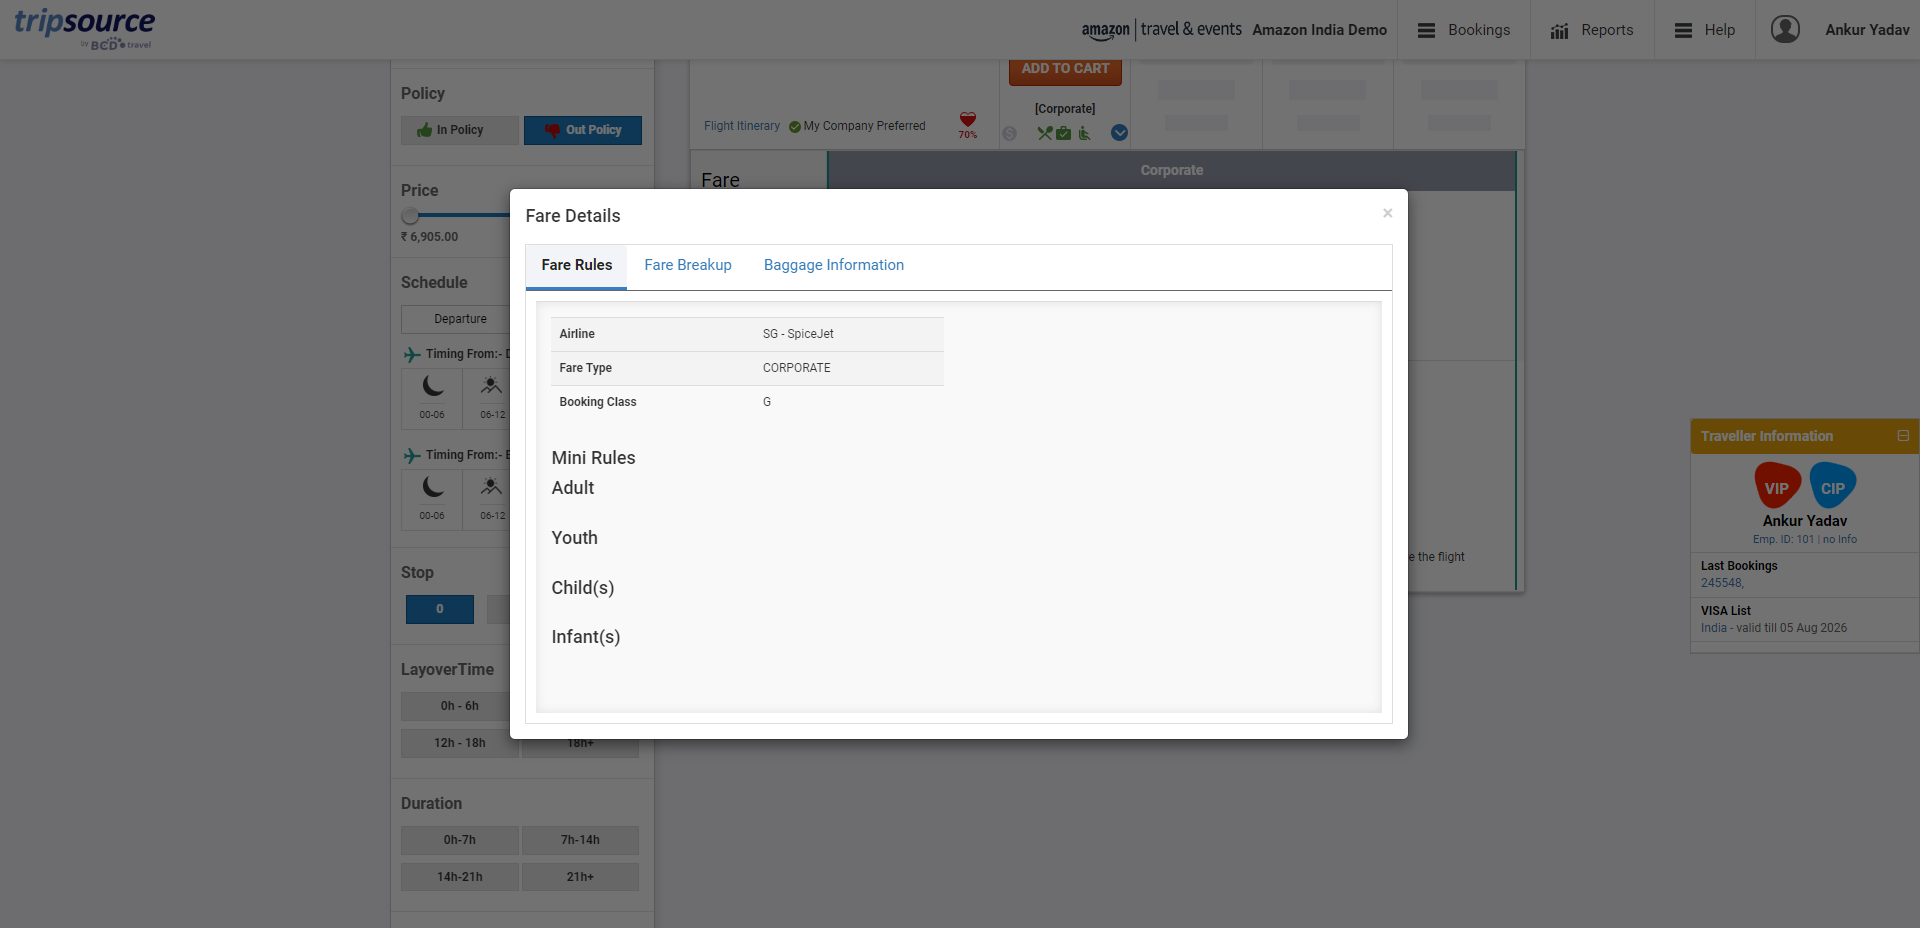 tripsource
by BCD travel
amazon | travel & events Amazon India Demo
Bookings
Reports
Help
Ankur Yadav
ADD TO CART
Policy
In Policy
Out Policy
[Corporate]
Flight Itinerary
My Company Preferred
70%
Corporate
Fare
Price
₹ 6,905.00
Schedule
Departure
Timing From:-
00-06
06-12
Timing From:-
00-06
06-12
Stop
0
LayoverTime
0h - 6h
12h - 18h
18h+
Duration
0h-7h
7h-14h
14h-21h
21h+
Fare Details
×
Fare Rules
Fare Breakup
Baggage Information
Airline
SG - SpiceJet
Fare Type
CORPORATE
Booking Class
G
Mini Rules
Adult
Youth
Child(s)
Infant(s)
e the flight
Traveller Information
VIP
CIP
Ankur Yadav
Emp. ID: 101 | no Info
Last Bookings
245548,
VISA List
India - valid till 05 Aug 2026